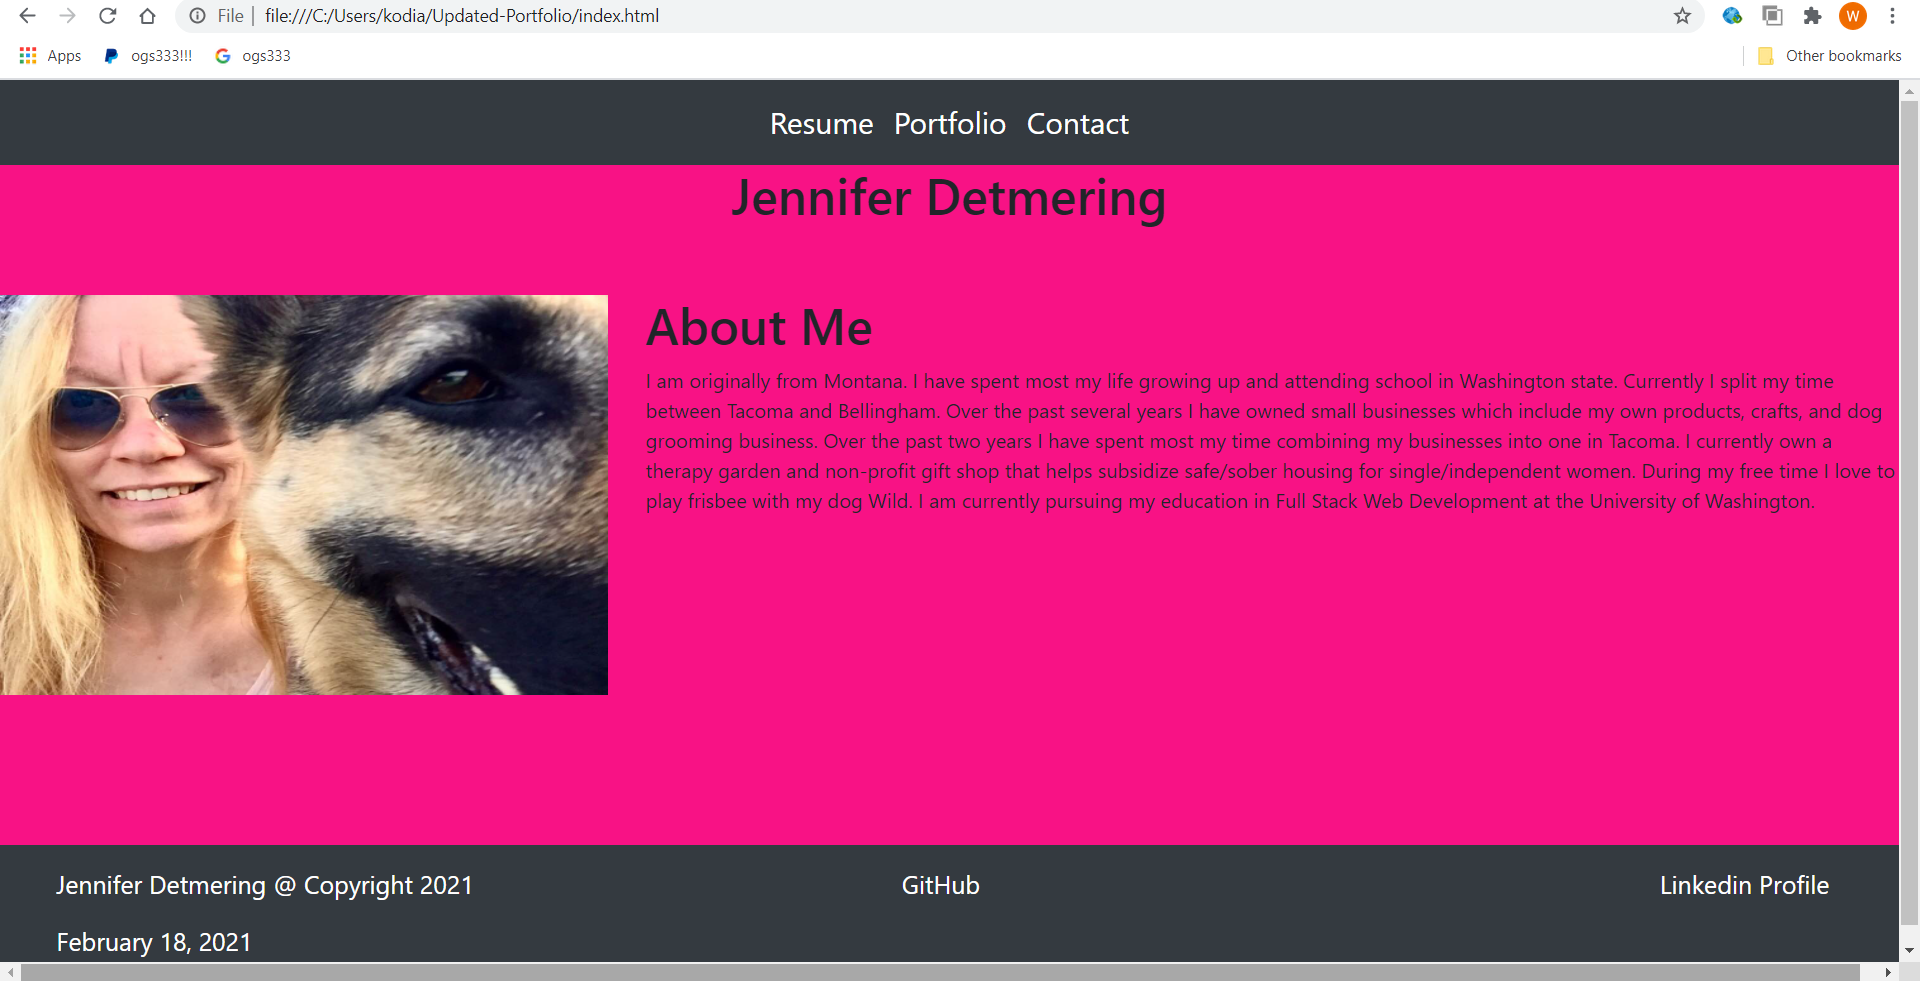 File | file:///C:/Users/kodia/Updated-Portfolio/index.html
W
Apps ogs333!!! ogs333 Other bookmarks
Resume Portfolio Contact
Jennifer Detmering
About Me
I am originally from Montana. I have spent most my life growing up and attending school in Washington state. Currently I split my time
between Tacoma and Bellingham. Over the past several years I have owned small businesses which include my own products, crafts, and dog
grooming business. Over the past two years I have spent most my time combining my businesses into one in Tacoma. I currently own a
therapy garden and non-profit gift shop that helps subsidize safe/sober housing for single/independent women. During my free time I love to
play frisbee with my dog Wild. I am currently pursuing my education in Full Stack Web Development at the University of Washington.
Jennifer Detmering @ Copyright 2021 GitHub Linkedin Profile
February 18, 2021